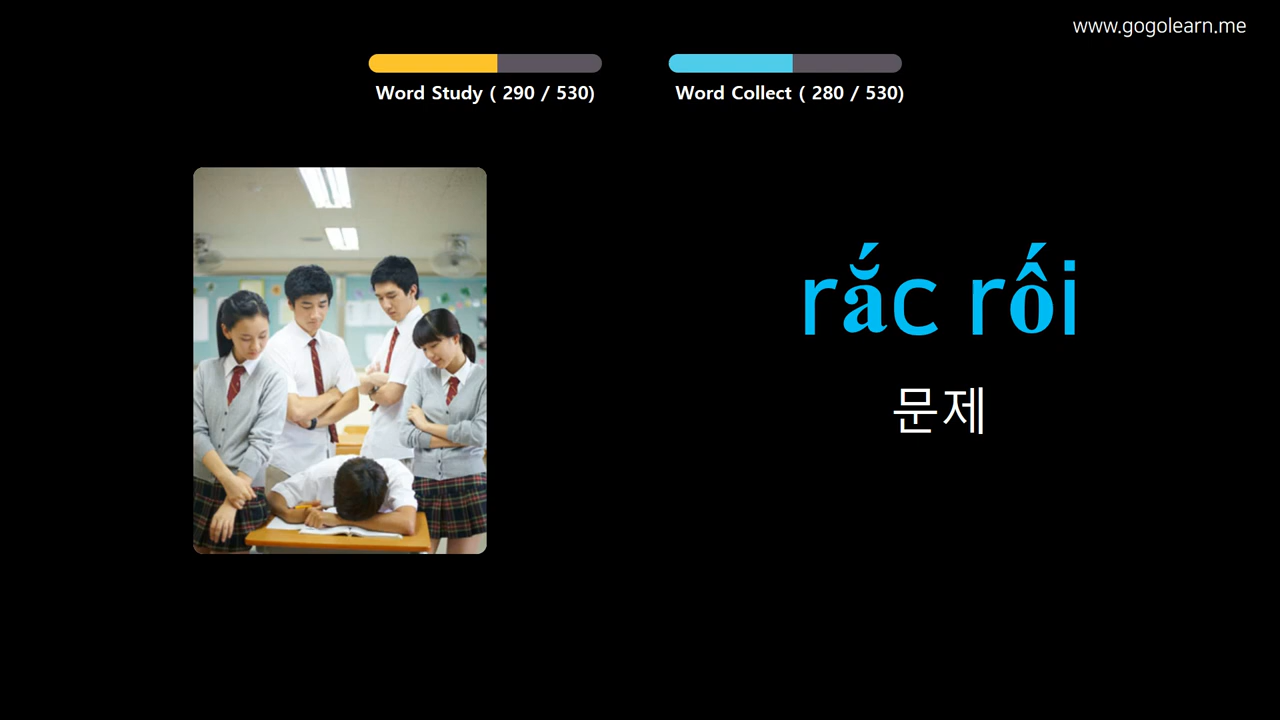 www.gogolearn.me
Word Study ( 290 / 530)
Word Collect ( 280 / 530)
rắc rối
문제